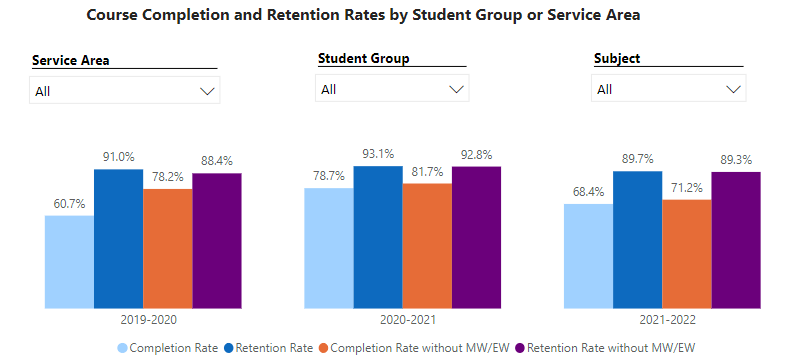 Course Completion and Retention Rates by Student Group or Service Area
Service Area
Student Group
Subject
All
All
All
60.7%
91.0%
78.2%
88.4%
78.7%
93.1%
81.7%
92.8%
68.4%
89.7%
71.2%
89.3%
2019-2020
2020-2021
2021-2022
Completion Rate
Retention Rate
Completion Rate without MW/EW
Retention Rate without MW/EW